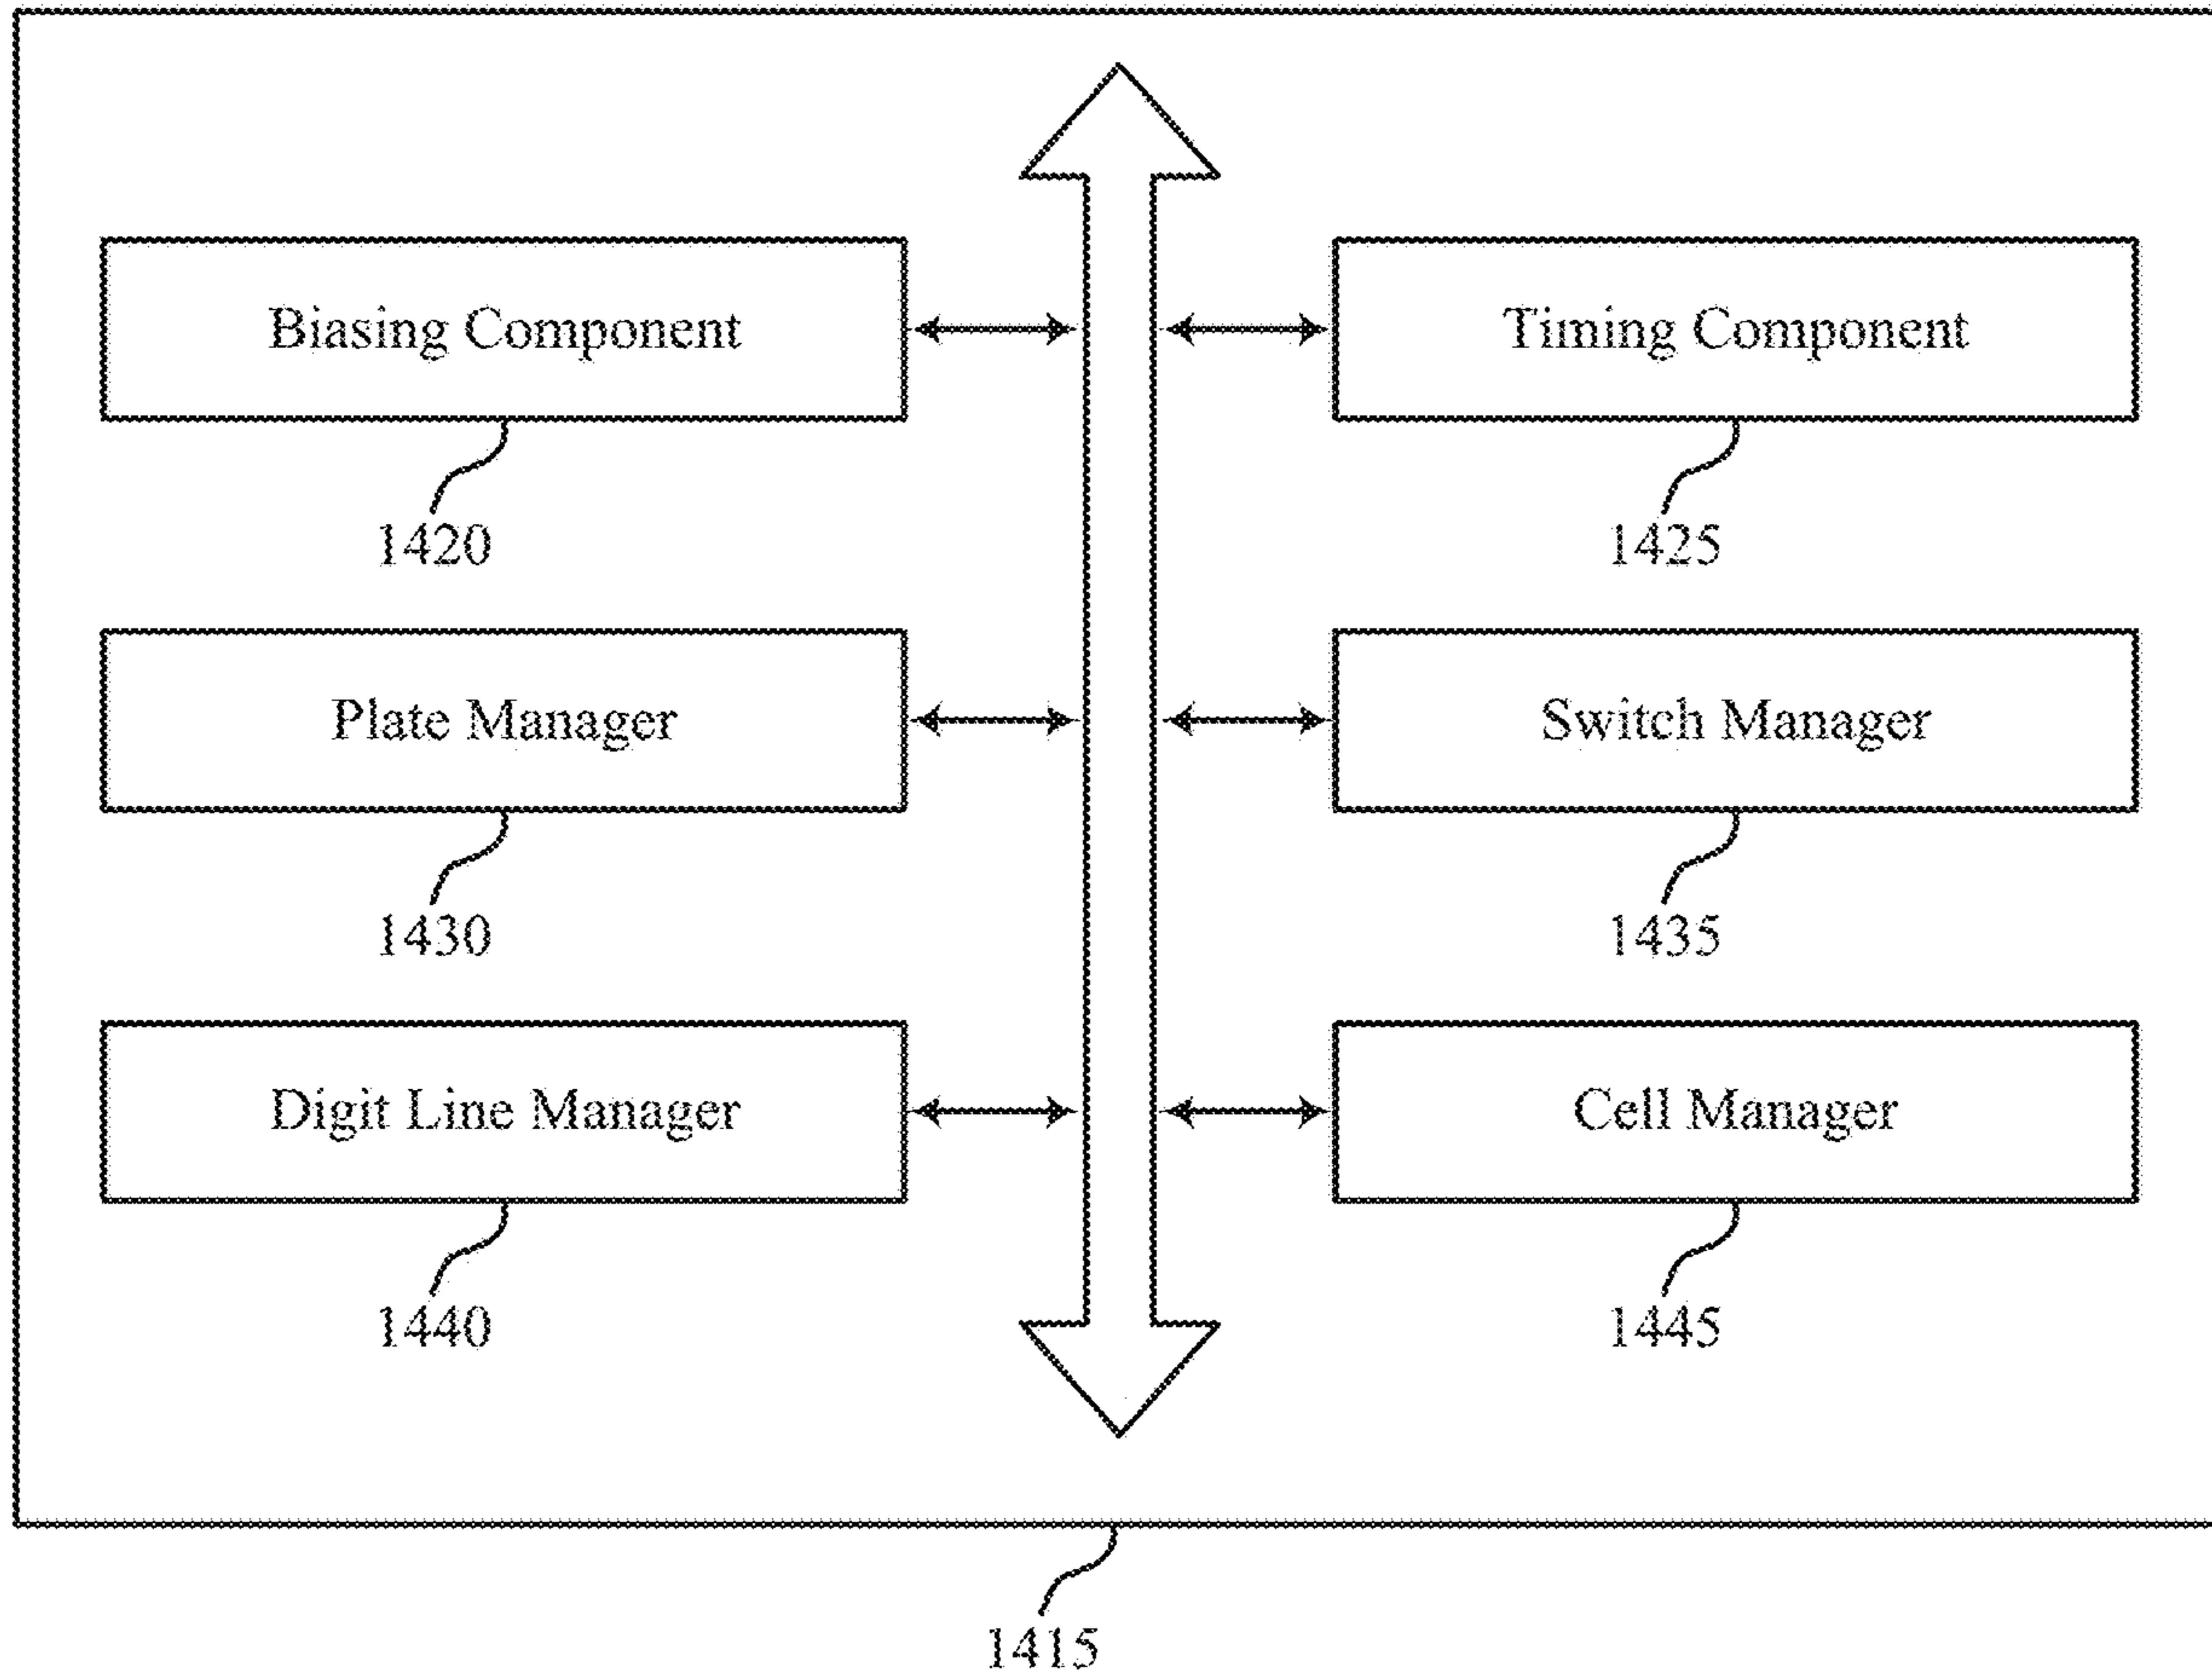 Biasing Component
Timing Component
1420
1425
Plate Manager
Switch Manager
1430
1435
Digit Line Manager
Cell Manager
1440
1445
1415